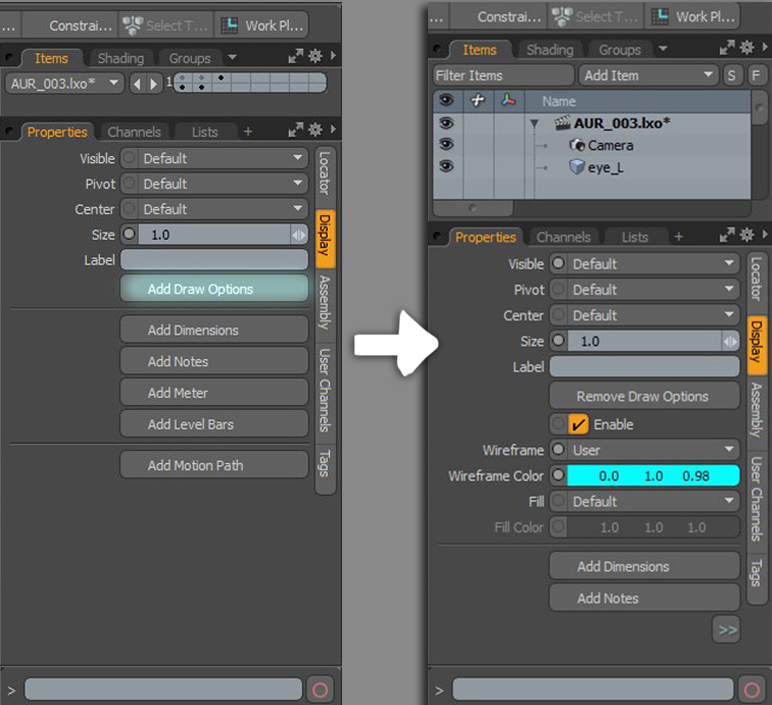 ... Constrai... Select T... Work Pl...
Items Shading Groups
AUR_003.lxo* 1
Properties Channels Lists +
Visible Default
Pivot Default
Center Default
Size 1.0
Label
Add Draw Options
Add Dimensions
Add Notes
Add Meter
Add Level Bars
Add Motion Path
Locator
Display
Assembly
User Channels
Tags
>
... Constrai... Select T... Work Pl...
Items Shading Groups
Filter Items Add Item S F
Name
AUR_003.lxo*
Camera
eye_L
Properties Channels Lists +
Visible Default
Pivot Default
Center Default
Size 1.0
Label
Remove Draw Options
Enable
Wireframe User
Wireframe Color 0.0 1.0 0.98
Fill Default
Fill Color 1.0 1.0 1.0
Add Dimensions
Add Notes
>>
Locator
Display
Assembly
User Channels
Tags
>